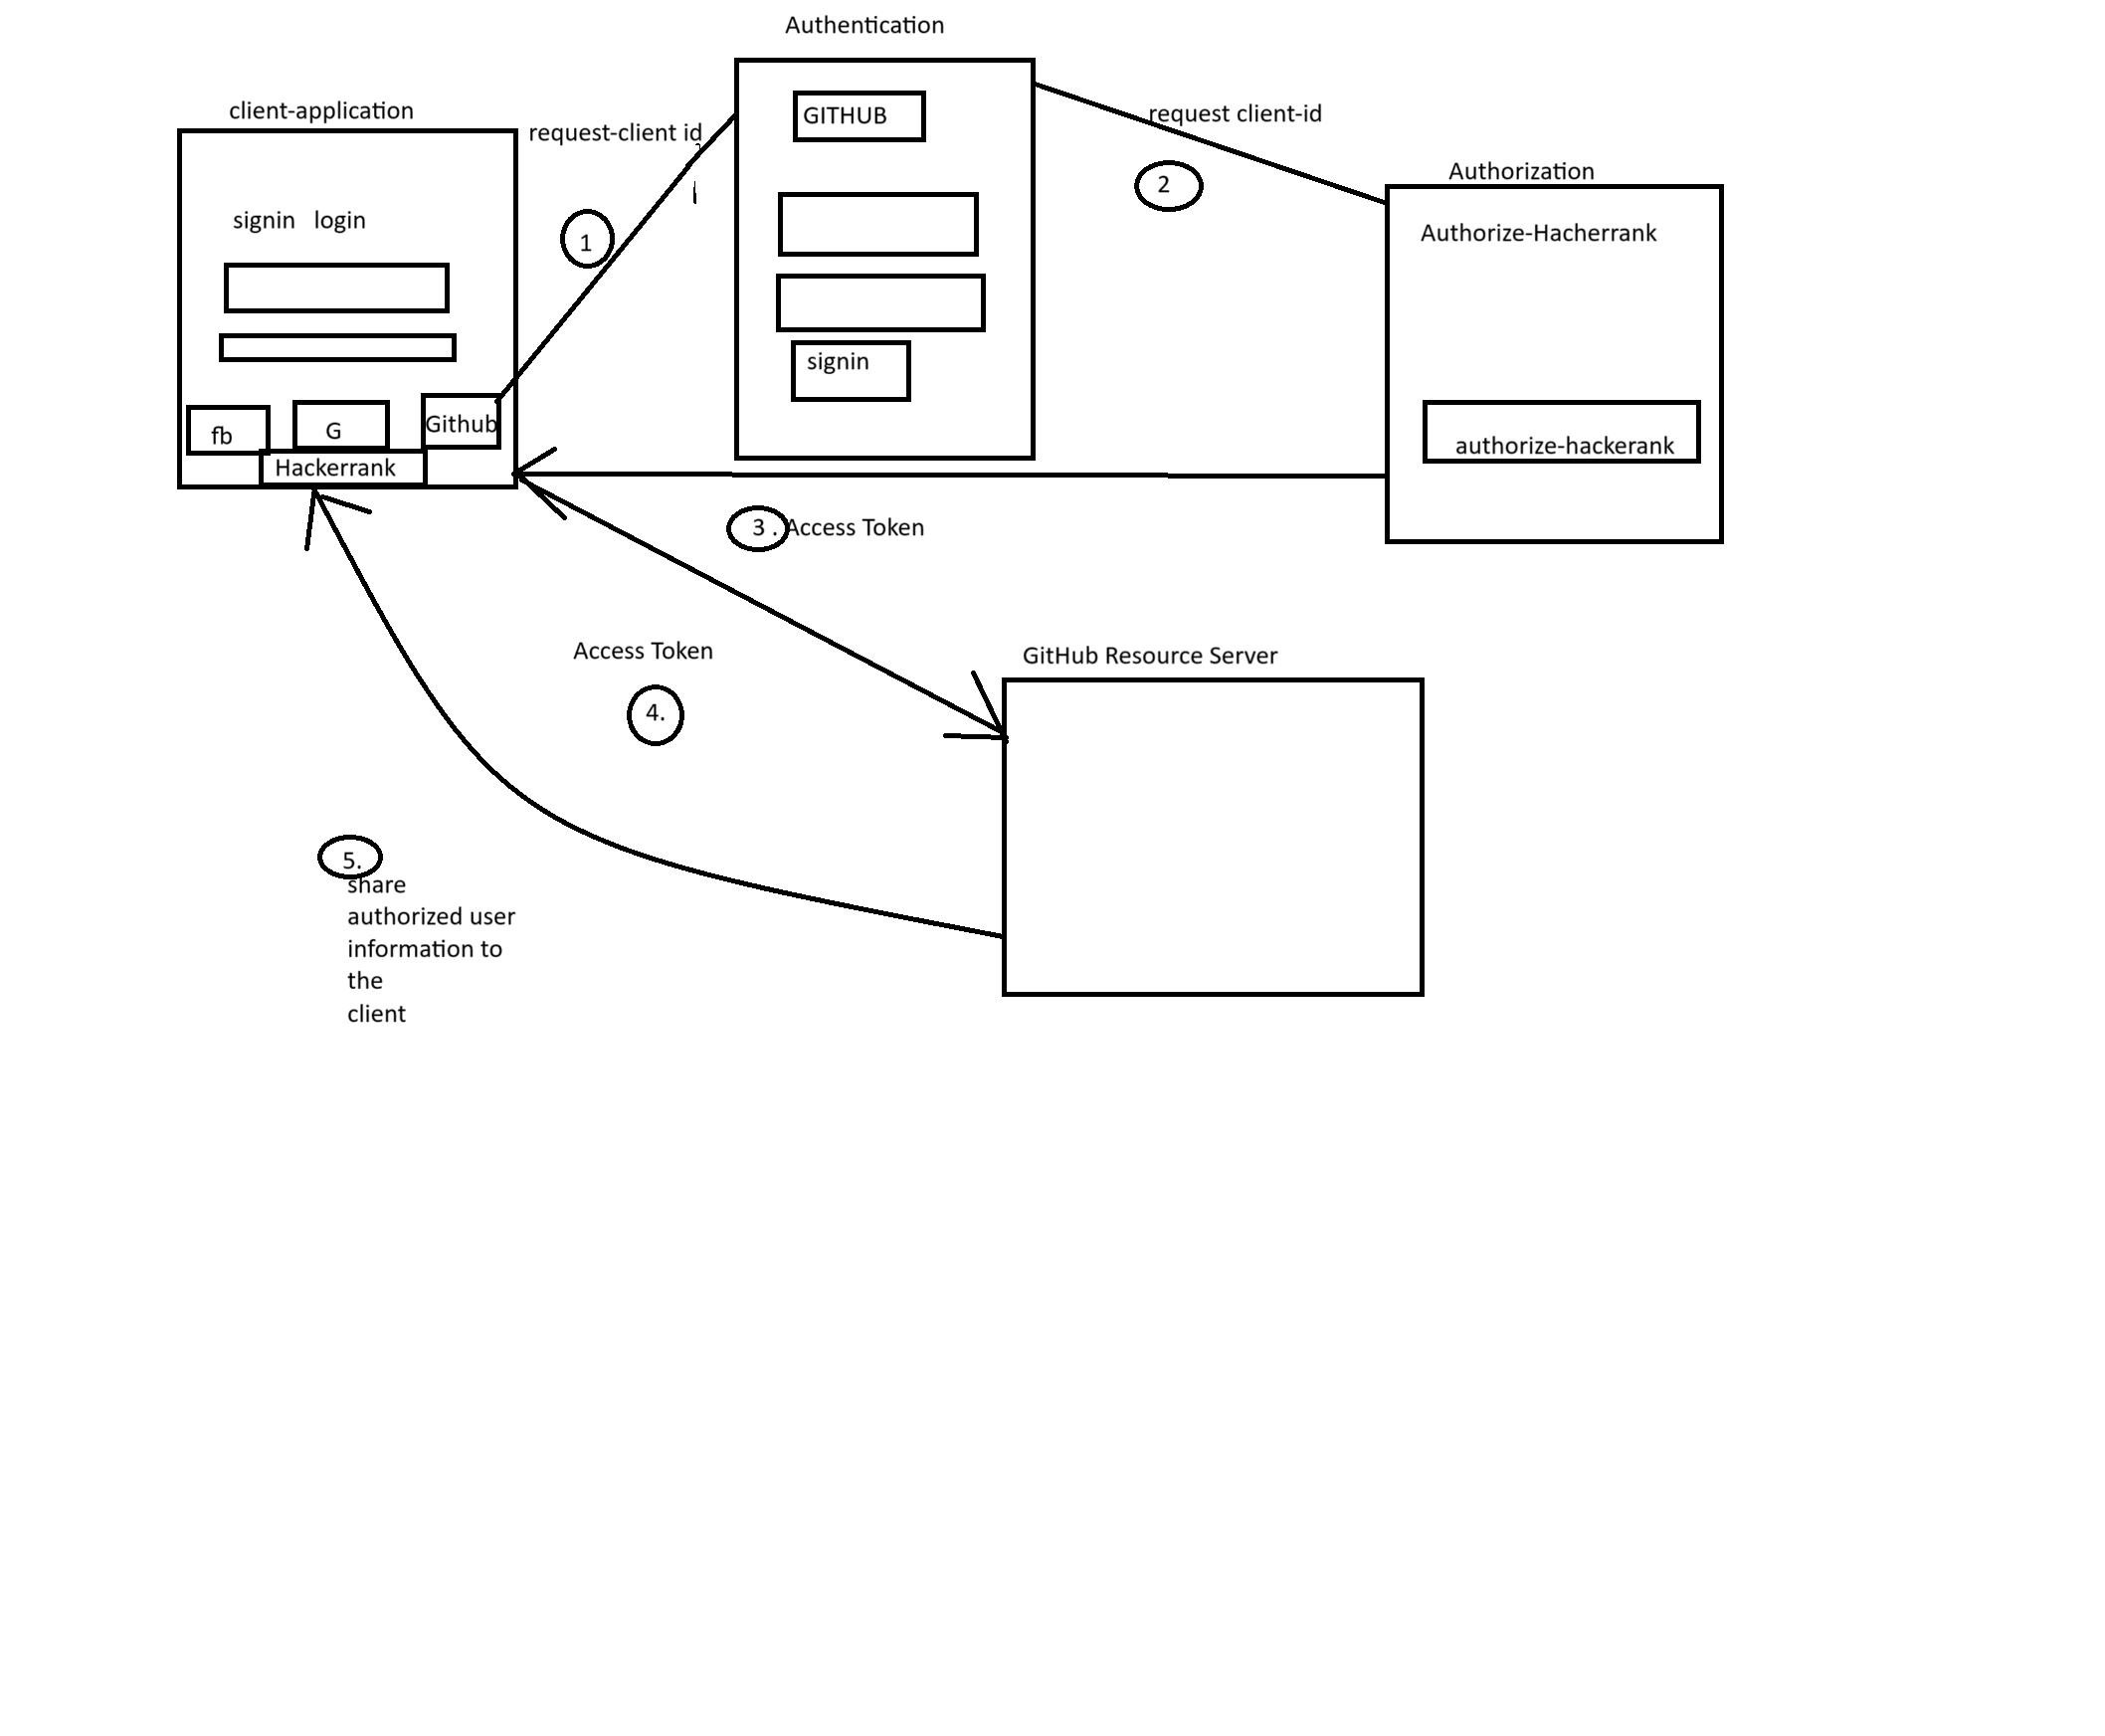 Authentication
client-application
request-client id
GITHUB
request client-id
Authorization
signin   login
1
2
Authorize-Hacherrank
signin
fb
G
Github
Hackerrank
authorize-hackerank
3 . Access Token
Access Token
4.
GitHub Resource Server
5.
share
authorized user
information to
the
client